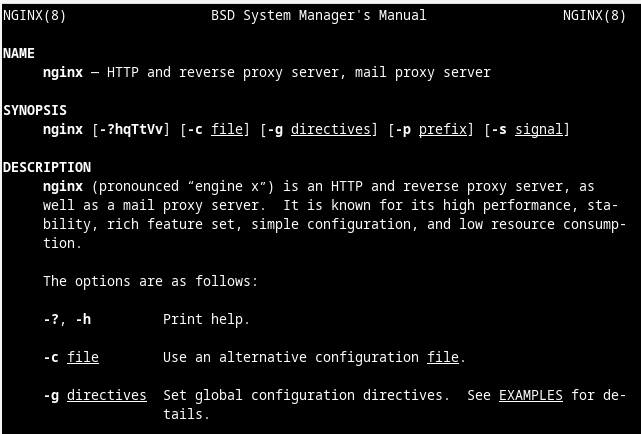 NGINX(8) BSD System Manager's Manual NGINX(8)
NAME
nginx — HTTP and reverse proxy server, mail proxy server
SYNOPSIS
nginx [-?hqTtVv] [-c file] [-g directives] [-p prefix] [-s signal]
DESCRIPTION
nginx (pronounced “engine x”) is an HTTP and reverse proxy server, as
well as a mail proxy server. It is known for its high performance, sta-
bility, rich feature set, simple configuration, and low resource consump-
tion.
The options are as follows:
-?, -h Print help.
-c file Use an alternative configuration file.
-g directives Set global configuration directives. See EXAMPLES for de-
tails.